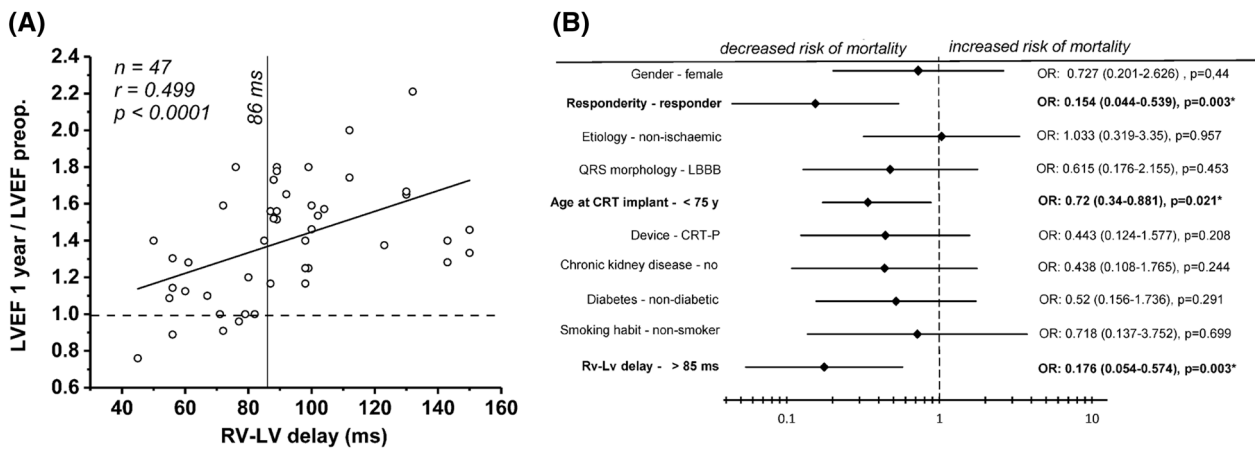 (A)
2.4
2.2
2.0
1.8
1.6
1.4
1.2
1.0
0.8
0.6
LVEF 1 year / LVEF preop.
n = 47
r = 0.499
p < 0.0001
86 ms
40 60 80 100 120 140 160
RV-LV delay (ms)
(B)
decreased risk of mortality increased risk of mortality
Gender - female OR: 0.727 (0.201-2.626) , p=0,44
Responderity - responder OR: 0.154 (0.044-0.539), p=0.003*
Etiology - non-ischaemic OR: 1.033 (0.319-3.35), p=0.957
QRS morphology - LBBB OR: 0.615 (0.176-2.155), p=0.453
Age at CRT implant - < 75 y OR: 0.72 (0.34-0.881), p=0.021*
Device - CRT-P OR: 0.443 (0.124-1.577), p=0.208
Chronic kidney disease - no OR: 0.438 (0.108-1.765), p=0.244
Diabetes - non-diabetic OR: 0.52 (0.156-1.736), p=0.291
Smoking habit - non-smoker OR: 0.718 (0.137-3.752), p=0.699
Rv-Lv delay - > 85 ms OR: 0.176 (0.054-0.574), p=0.003*
0.1 1 10